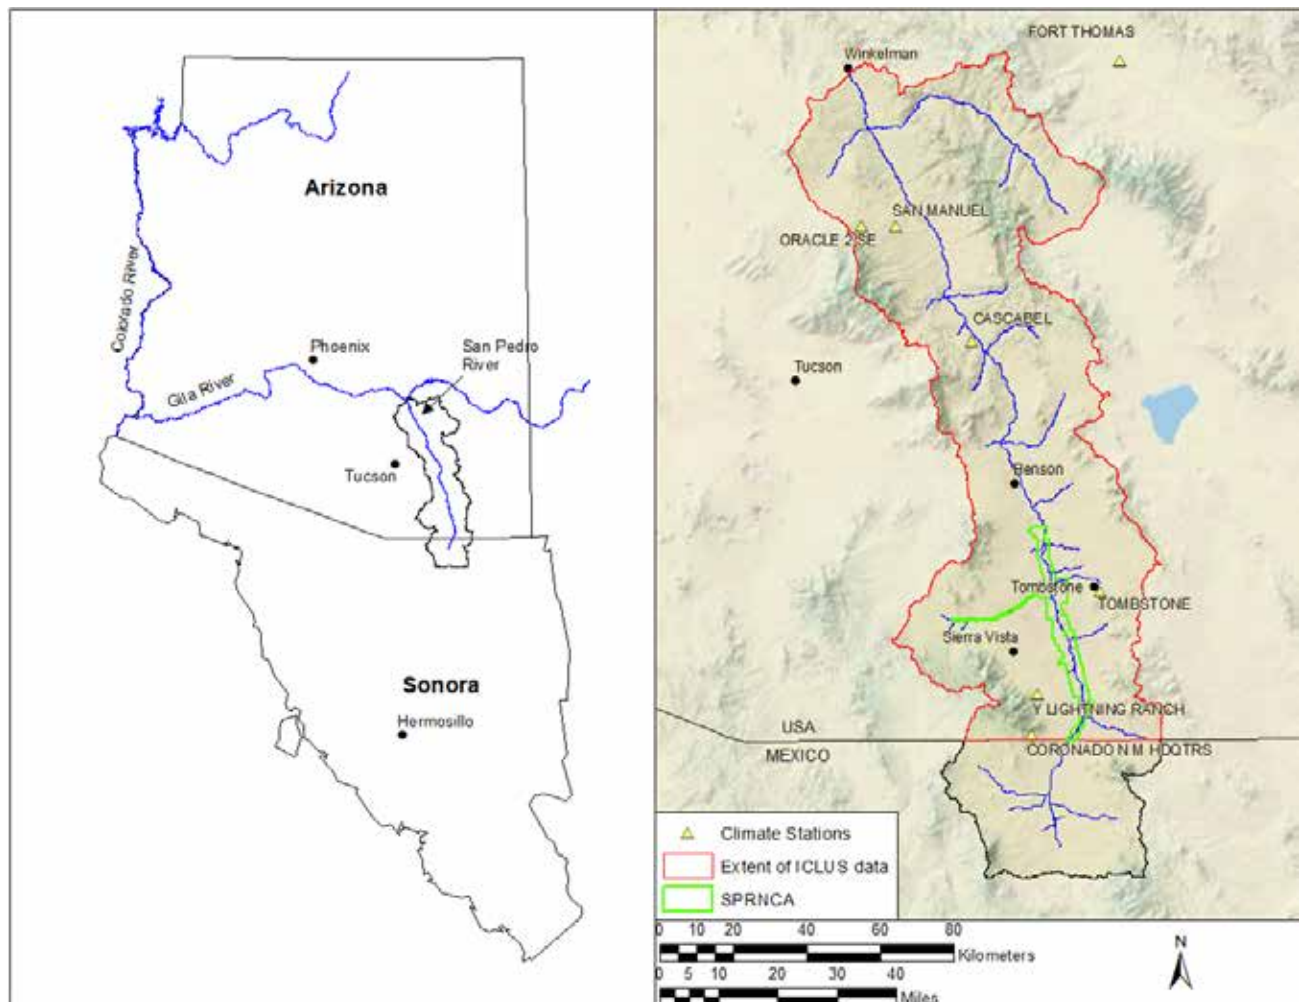 Arizona
Colorado River
Gila River
Phoenix
San Pedro
River
Tucson
Sonora
Hermosillo
FORT THOMAS
Winkelman
SAN MANUEL
ORACLE 2 SE
CASCABEL
Tucson
Benson
Tombstone
TOMBSTONE
Sierra Vista
Y LIGHTNING RANCH
USA
MEXICO
CORONADO N M HDQTRS
Climate Stations
Extent of ICLUS data
SPRNCA
0 10 20 40 60 80
Kilometers
0 5 10 20 30 40
Miles
N